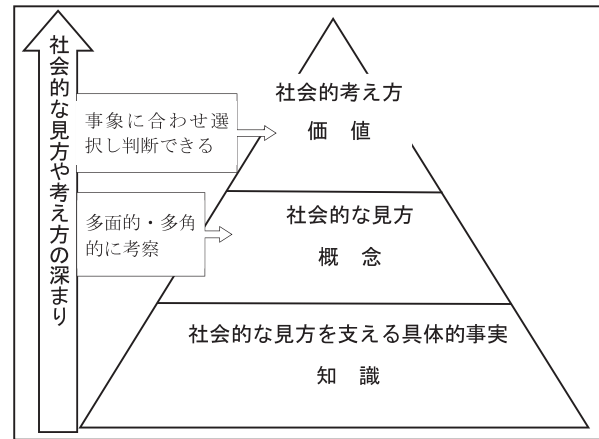 社会的な見方や考え方の深まり
社会的考え方
価　値
事象に合わせ選
択し判断できる
社会的な見方
概　念
多面的・多角
的に考察
社会的な見方を支える具体的事実
知　識